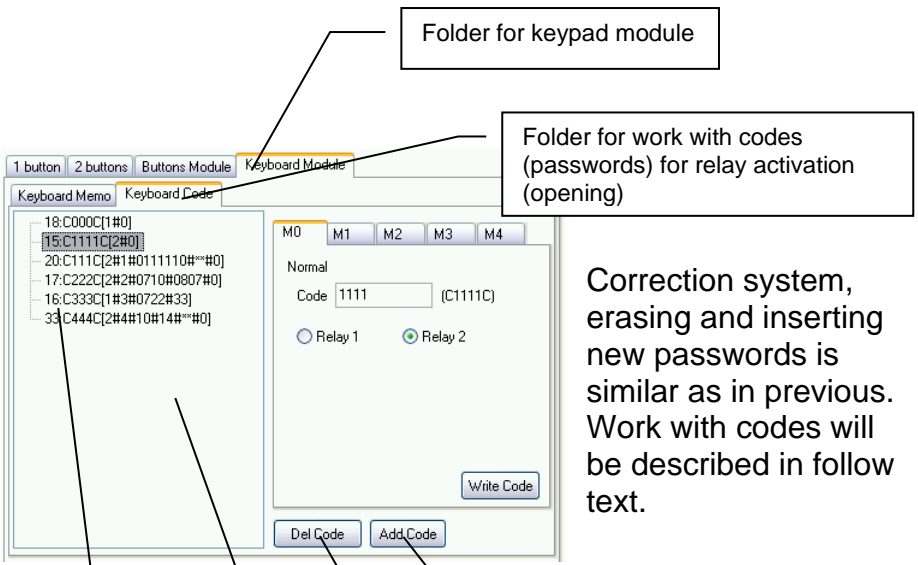 Folder for keypad module
Folder for work with codes
(passwords) for relay activation
(opening)
1 button 2 buttons Buttons Module Keyboard Module
Keyboard Memo Keyboard Code
18:C000C[1#0]
15:C1111C[2#0]
20:C111C[2#1#0111110#**#0]
17:C222C[2#2#0710#0807#0]
16:C333C[1#3#0722#33]
33:C444C[2#4#10#14#**#0]
M0 M1 M2 M3 M4
Normal
Code 1111 (C1111C)
Relay 1 Relay 2
Write Code
Del Code Add Code
Correction system,
erasing and inserting
new passwords is
similar as in previous.
Work with codes will
be described in follow
text.